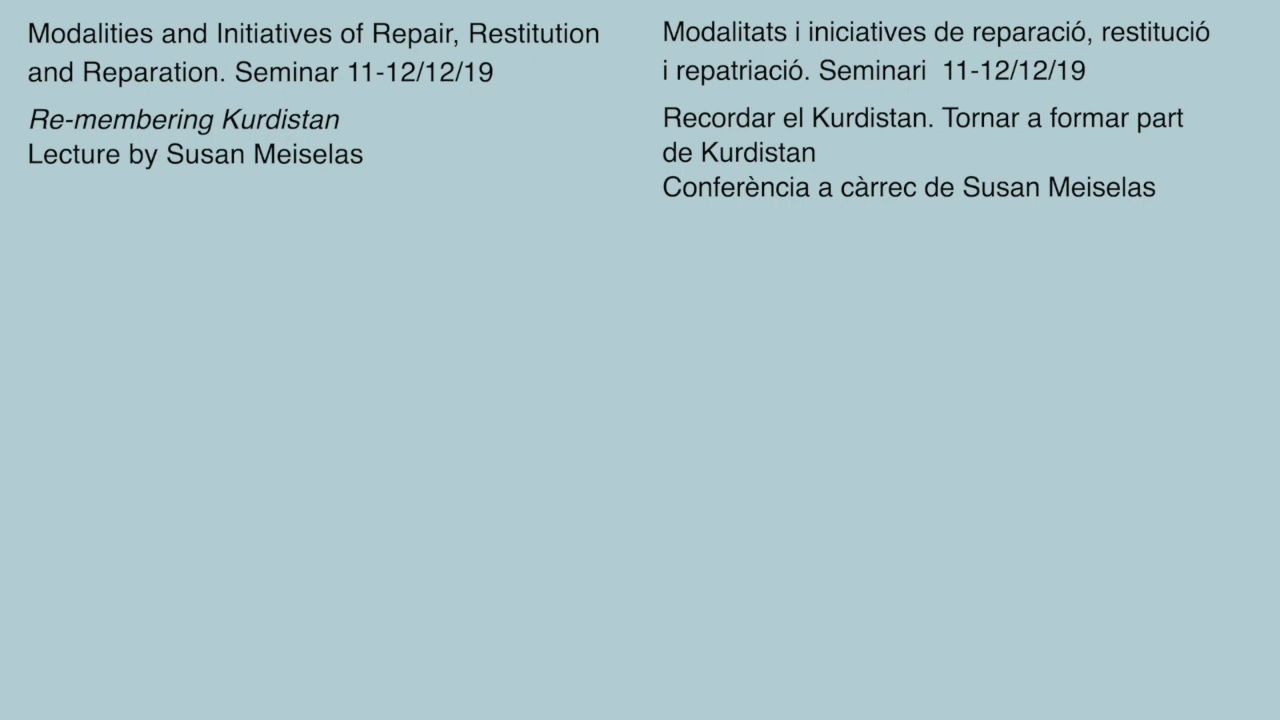 Modalities and Initiatives of Repair, Restitution
and Reparation. Seminar 11-12/12/19
Re-membering Kurdistan
Lecture by Susan Meiselas
Modalitats i iniciatives de reparació, restitució
i repatriació. Seminari  11-12/12/19
Recordar el Kurdistan. Tornar a formar part
de Kurdistan
Conferència a càrrec de Susan Meiselas